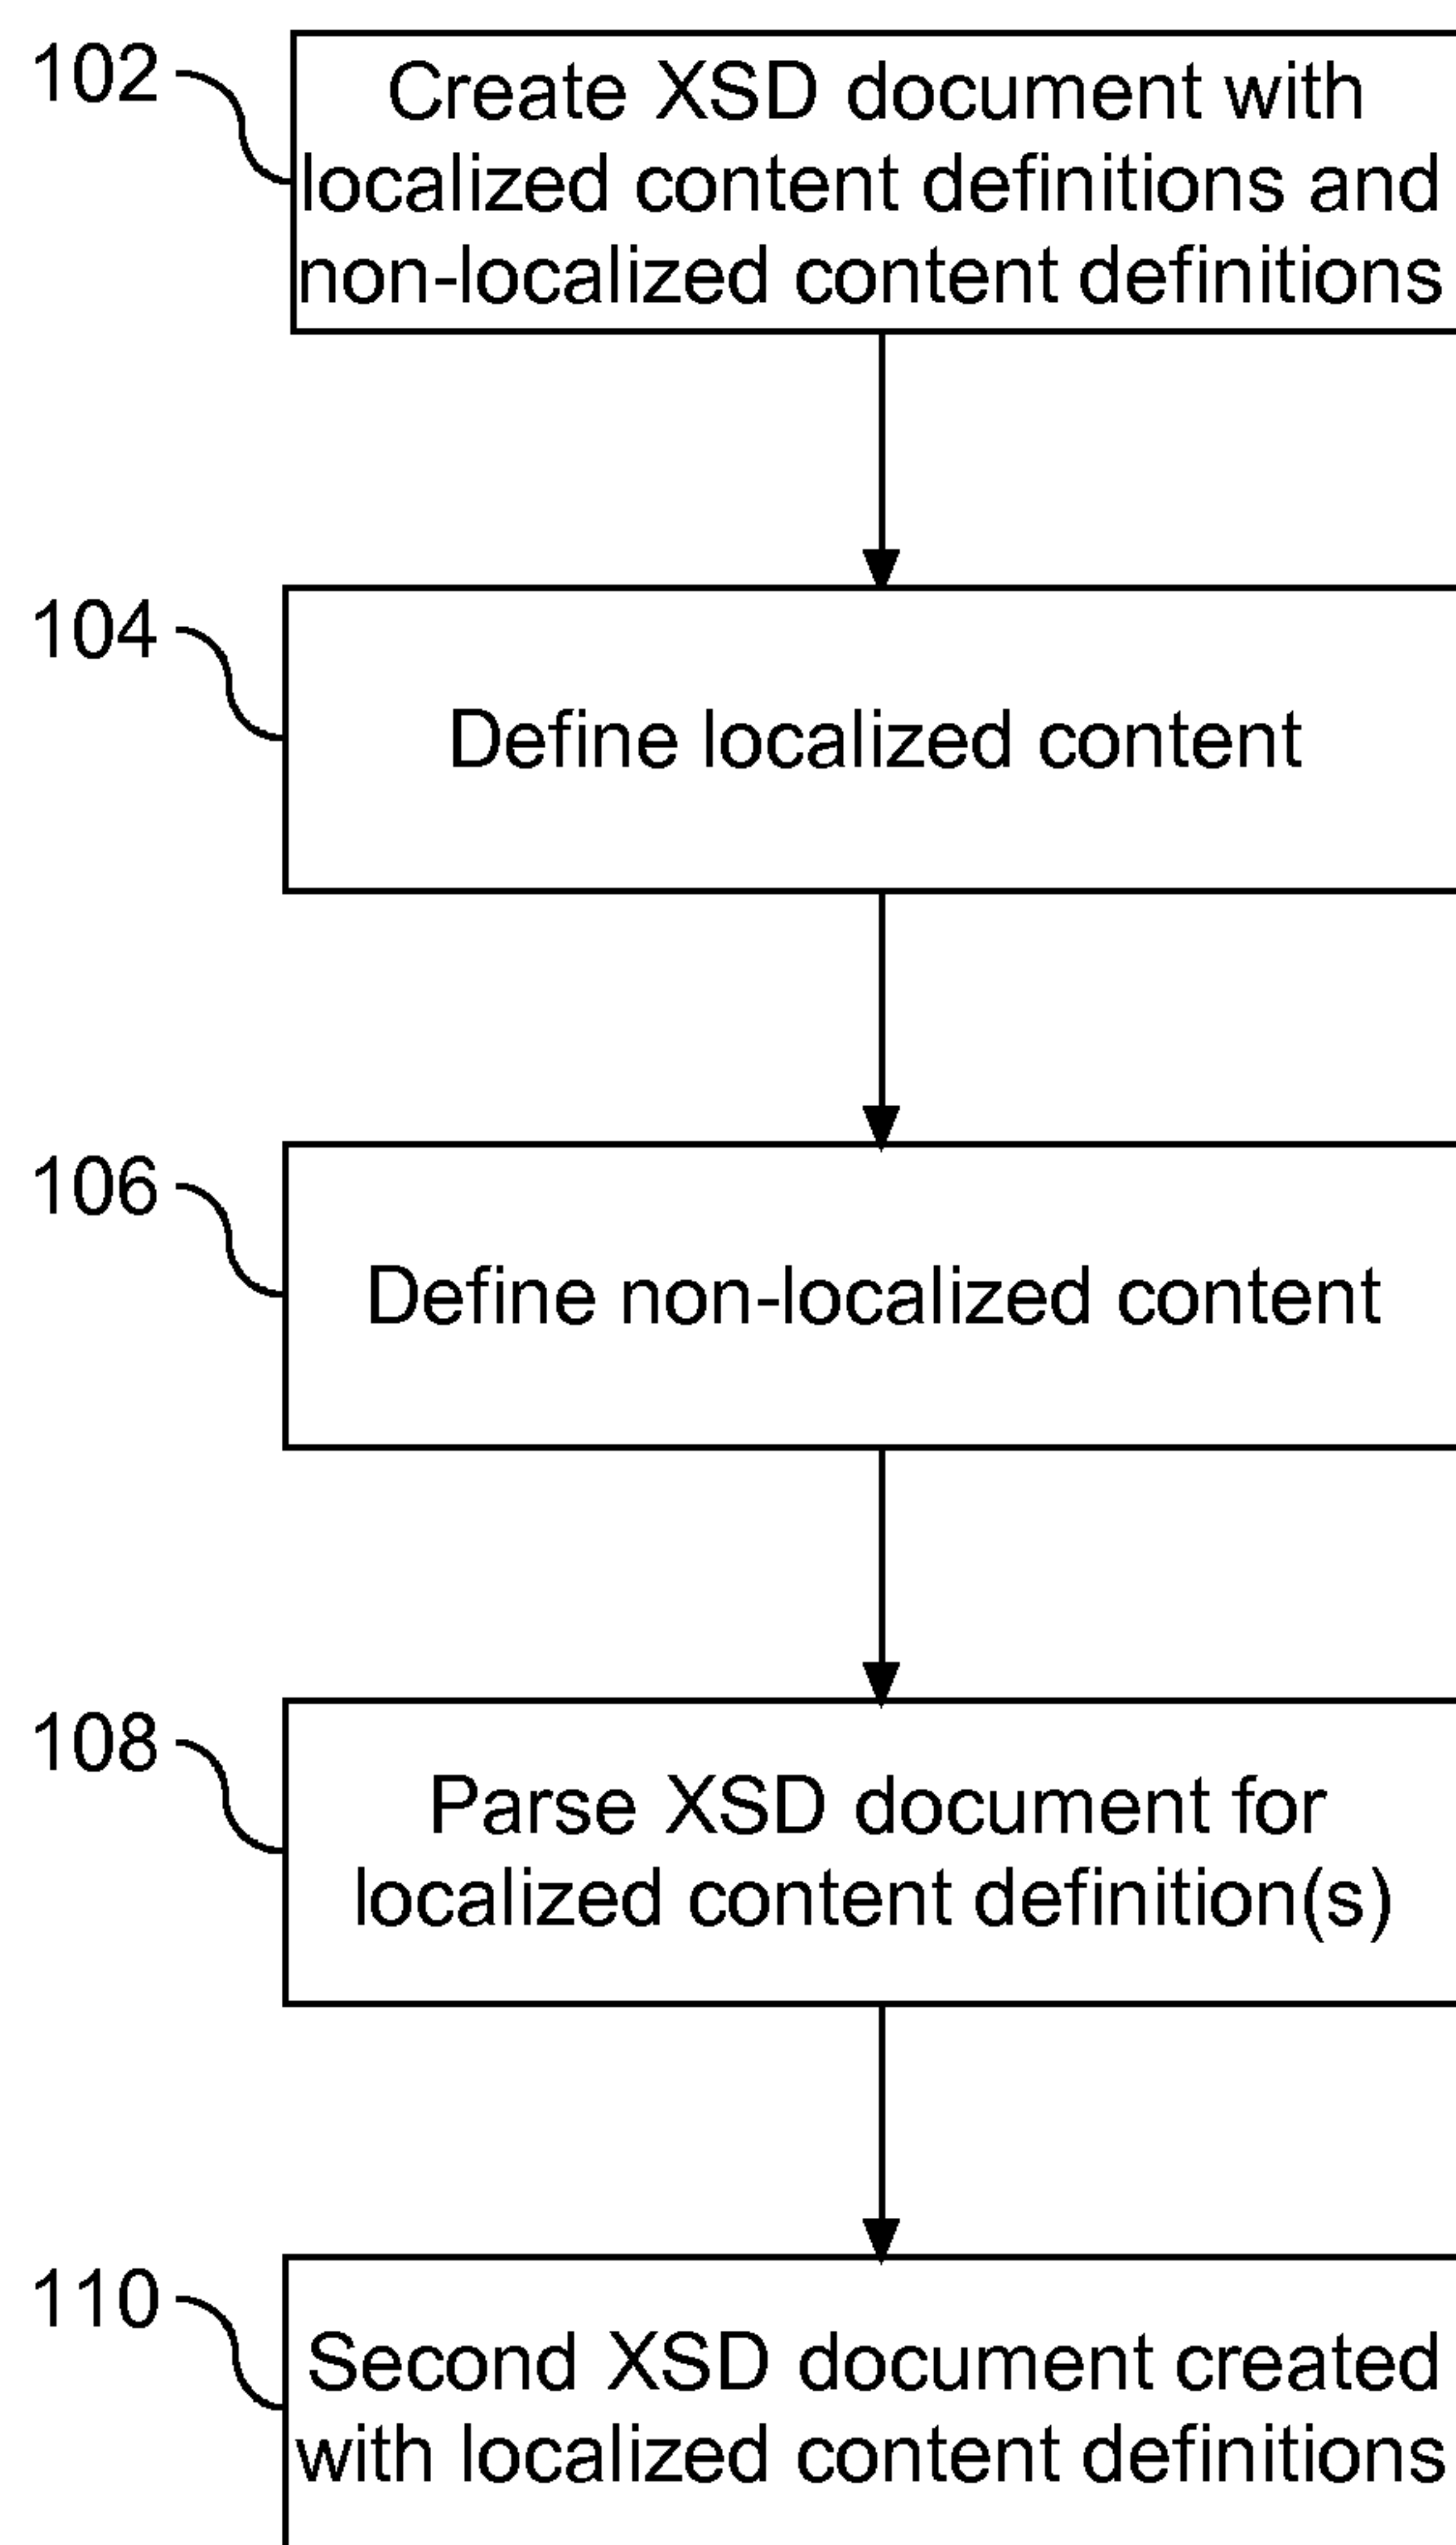 102
Create XSD document with
localized content definitions and
non-localized content definitions
104
Define localized content
106
Define non-localized content
108
Parse XSD document for
localized content definition(s)
110
Second XSD document created
with localized content definitions